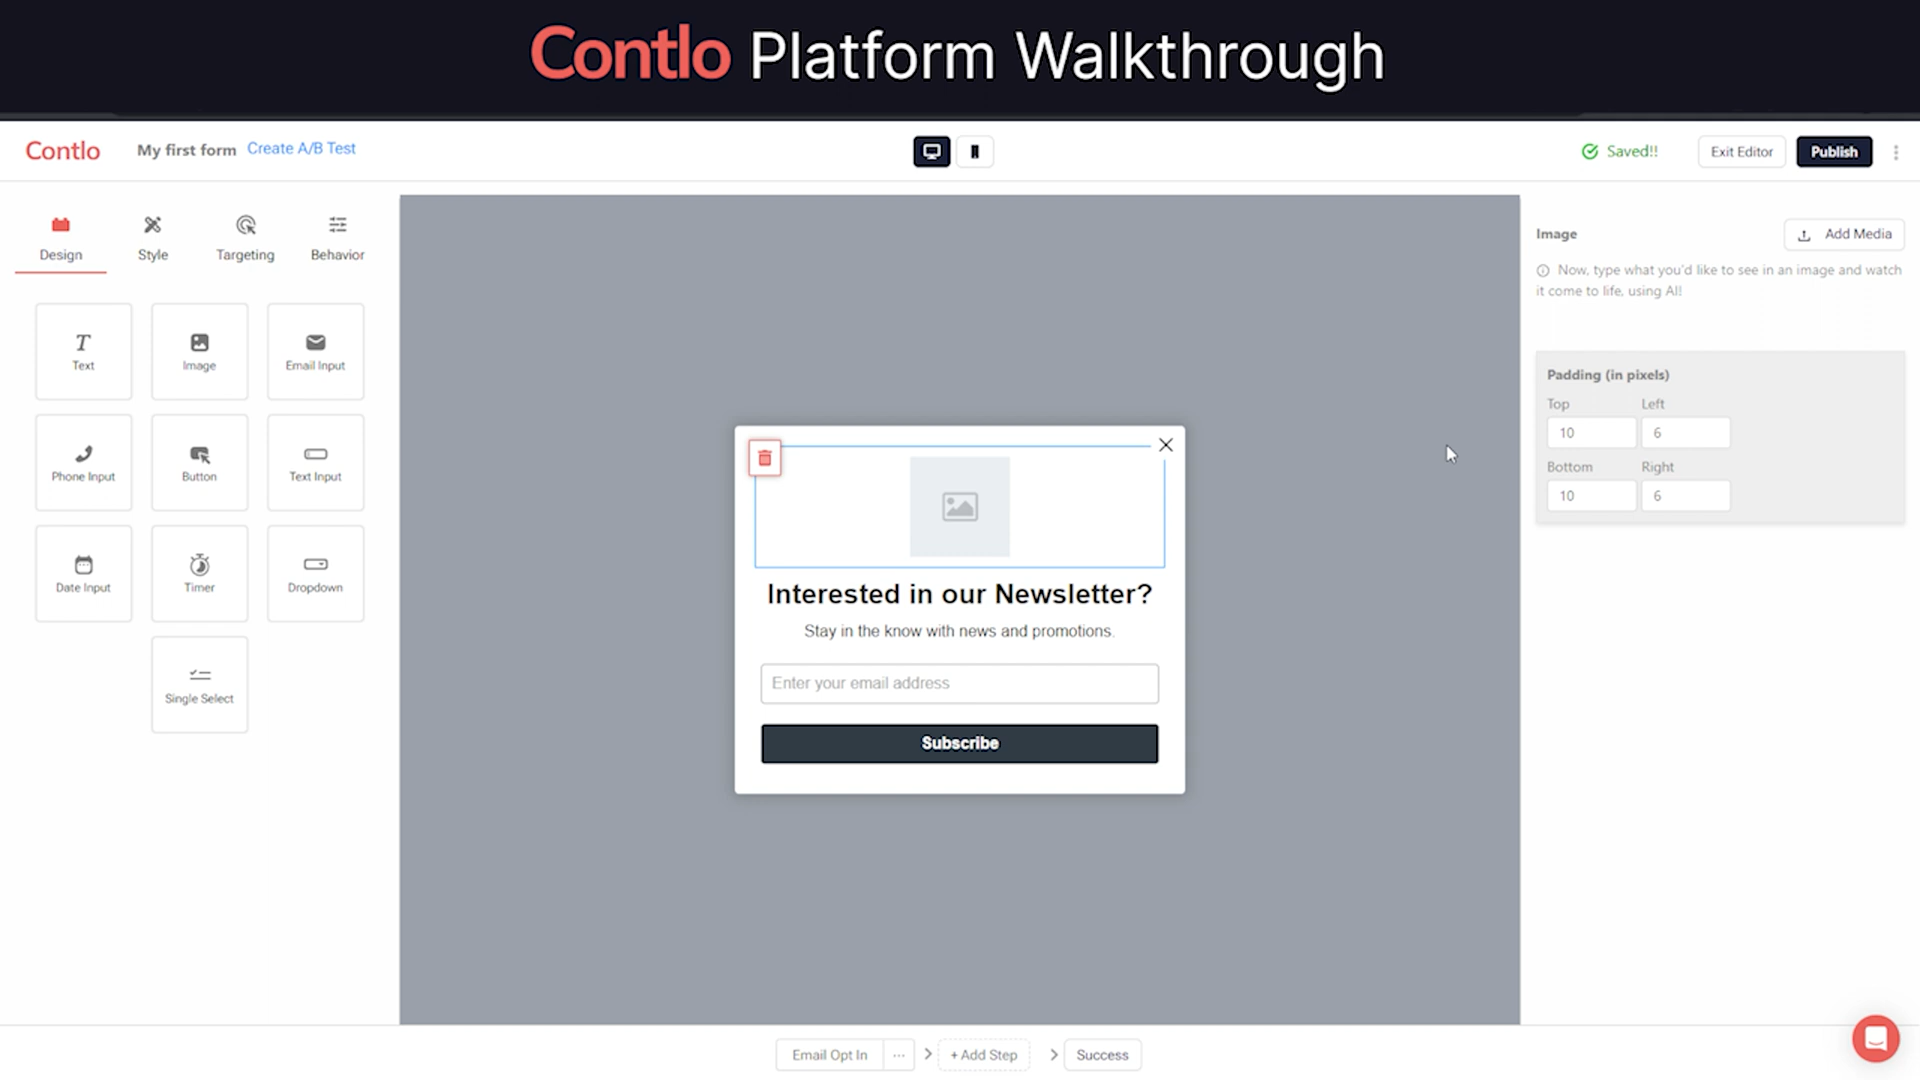 Contlo Platform Walkthrough
Contlo
My first form
Create A/B Test
Saved!!
Exit Editor
Publish
Design
Style
Targeting
Behavior
Text
Image
Email Input
Phone Input
Button
Text Input
Date Input
Timer
Dropdown
Single Select
Interested in our Newsletter?
Stay in the know with news and promotions.
Enter your email address
Subscribe
Image
Add Media
Now, type what you'd like to see in an image and watch
it come to life, using AI!
Padding (in pixels)
Top
Left
10
6
Bottom
Right
10
6
Email Opt In
...
+ Add Step
Success